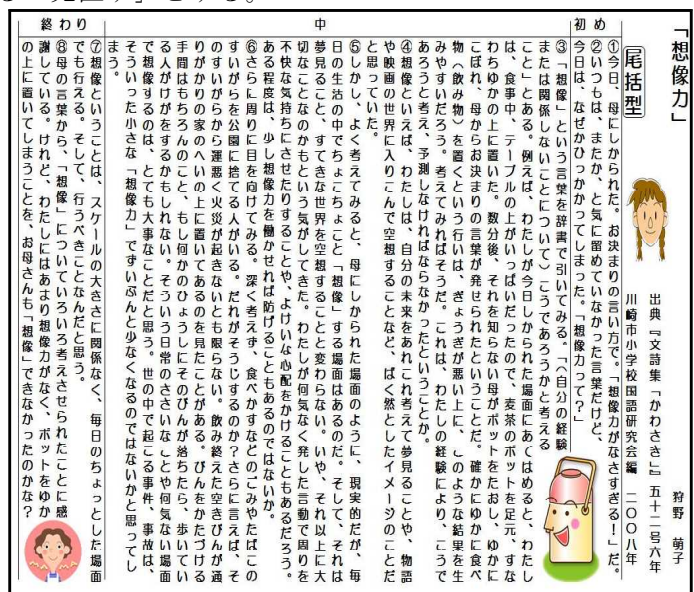 初め
中
終わり
「想像力」
狩野 萌子
出典『文詩集「かわさき」』五十二号六年
尾括型
川崎市小学校国語研究会編 二〇〇八年
①今日、母にしかられた。お決まりの言い方で。「想像力がなさすぎる!」だ。
②いつもは、またか、と気に留めていなかった言葉だけど、
今日は、なぜかひっかかってしまった。「想像力って?」
③「想像」という言葉を辞書で引いてみる。「〈自分の経験
または関係しないことについて〉こうであろうかと考える
こと」とある。例えば、わたしが今日しかられた場面にあてはめると、わたし
は、食事中、テーブルの上がいっぱいだったので、麦茶のポットを足元、すな
わちゆかの上に置いた。数分後、それを知らない母がポットをたおし、ゆかに
こぼれ、母からお決まりの言葉が発せられたということだ。確かにゆかに食べ
物〈飲み物〉を置くという行いは、ぎょうぎが悪い上に、このような結果を生
みやすいだろう。考えてみればそうだ。これは、わたしの経験により、こうで
あろうと考え、予測しなければならなかったということか。
④想像といえば、わたしは、自分の未来をあれこれ考えて夢見ることや、物語
や映画の世界に入りこんで空想することなど、ばく然としたイメージのことだ
と思っていた。
⑤しかし、よく考えてみると、母にしかられた場面のように、現実的だが、毎
日の生活の中でちょこちょこと「想像」する場面はあるのだ。そして、それは
夢見ること、すてきな世界を空想することと変わらない。いや、それ以上に大
切なことなのかもという気がしてきた。わたしが何気なく発した言動で周りを
不快な気持ちにさせたりすることや、よけいな心配をかけることもあるだろう。
ある程度は、少し想像力を働かせれば防げることもあるのではないか。
⑥さらに周りに目を向けてみる。深く考えず、食べかすなどのごみやたばこの
すいがらを公園に捨てる人がいる。だれがそうじするのか?さらに言えば、そ
のすいがらから運悪く火災が起きないとも限らない。飲み終えた空きびんが通
りがかりの家のへいの上に置いてあるのを見たことがある。びんをかたづける
手間はもちろんのこと、もし何かのひょうしにそのびんが落ちたら、歩いてい
る人がけがをするかもしれない。そういう日常のささいなことや何気ない場面
で想像するのは、とても大事なことだと思う。世の中で起こる事件、事故は、
そういった小さな「想像力」でずいぶんと少なくなるのではないかと思ってし
まう。
⑦想像ということは、スケールの大きさに関係なく、毎日のちょっとした場面
でも行える。そして、行うべきことなんだと思う。
⑧母の言葉から、「想像」についていろいろ考えさせられたことに感
謝している。けれど、わたしにはあまり想像力がなく、ポットをゆか
の上に置いてしまうことを、お母さんも「想像」できなかったのかな?